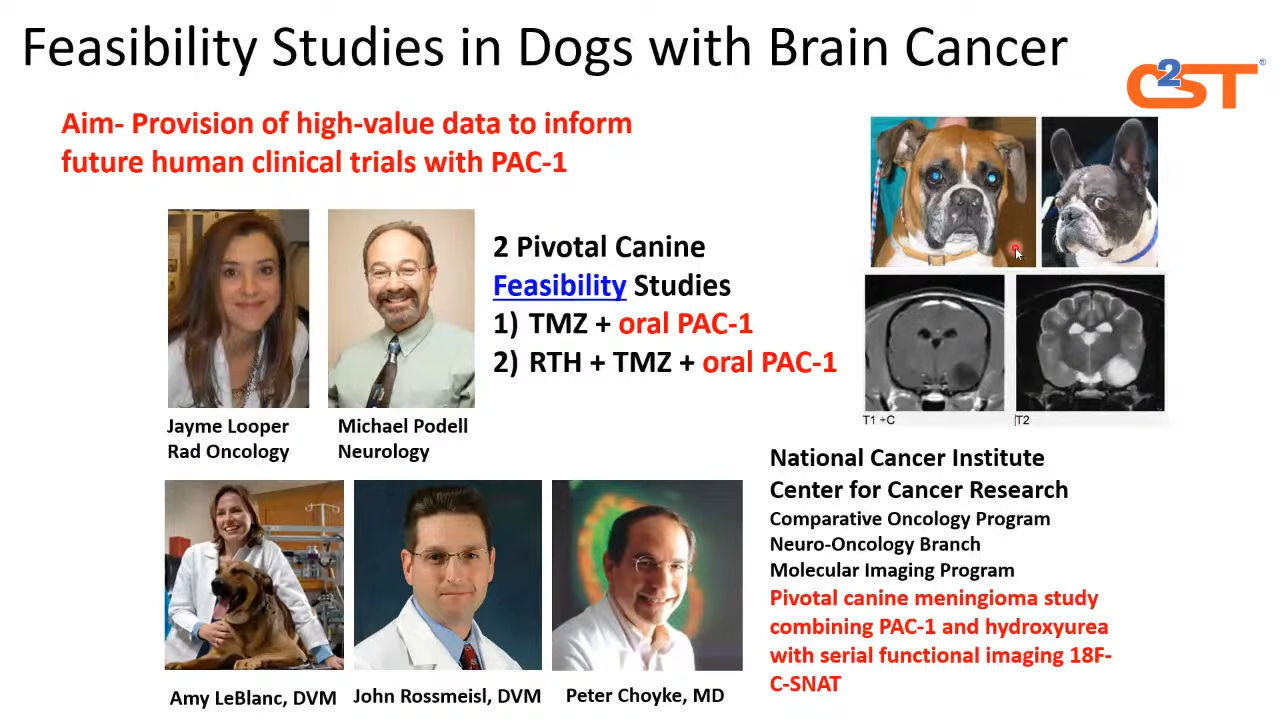 Feasibility Studies in Dogs with Brain Cancer
C2ST®
Aim- Provision of high-value data to inform
future human clinical trials with PAC-1
2 Pivotal Canine
Feasibility Studies
1) TMZ + oral PAC-1
2) RTH + TMZ + oral PAC-1
T1 +C
T2
Jayme Looper
Rad Oncology
Michael Podell
Neurology
National Cancer Institute
Center for Cancer Research
Comparative Oncology Program
Neuro-Oncology Branch
Molecular Imaging Program
Pivotal canine meningioma study
combining PAC-1 and hydroxyurea
with serial functional imaging 18F-
C-SNAT
Amy LeBlanc, DVM
John Rossmeisl, DVM
Peter Choyke, MD